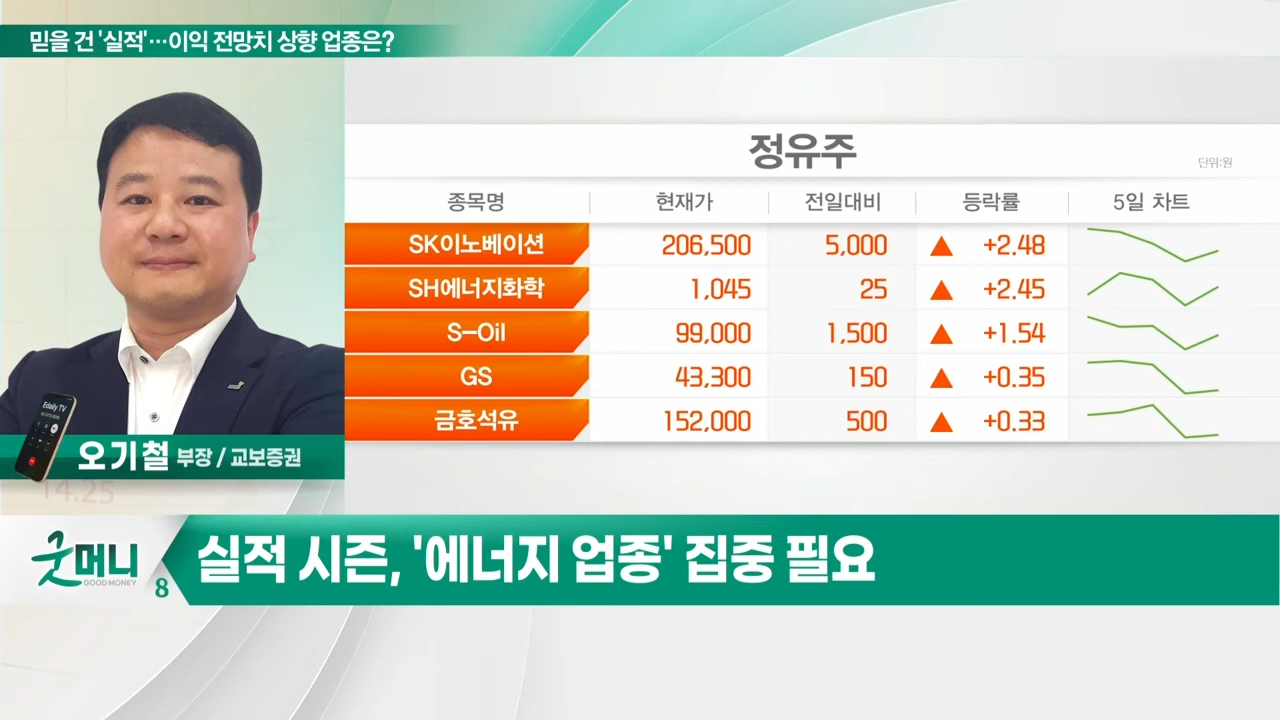 믿을 건 '실적'…이익 전망치 상향 업종은?
정유주
단위:원
종목명 현재가 전일대비 등락률 5일 차트
SK이노베이션 206,500 5,000 ▲ +2.48
SH에너지화학 1,045 25 ▲ +2.45
S-Oil 99,000 1,500 ▲ +1.54
GS 43,300 150 ▲ +0.35
금호석유 152,000 500 ▲ +0.33
Edaily TV
오기철 부장 / 교보증권
14.25
굿머니
GOOD MONEY
8
실적 시즌, '에너지 업종' 집중 필요